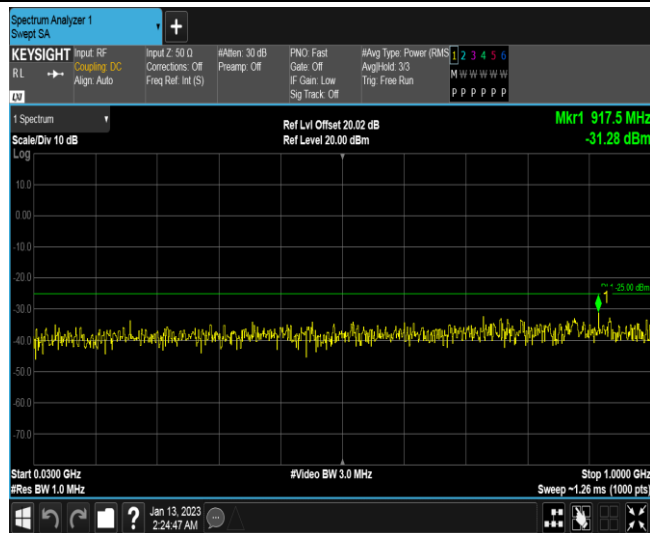 Spectrum Analyzer 1
Swept SA
+
KEYSIGHT
RL
Input: RF
Coupling: DC
Align: Auto
Input Z: 50 Ω
Corrections: Off
Freq Ref: Int (S)
#Atten: 30 dB
Preamp: Off
PNO: Fast
Gate: Off
IF Gain: Low
Sig Track: Off
#Avg Type: Power (RMS
Avg|Hold: 3/3
Trig: Free Run
1 2 3 4 5 6
M W W W W W
P P P P P P
1 Spectrum
Scale/Div 10 dB
Ref Lvl Offset 20.02 dB
Ref Level 20.00 dBm
Mkr1 917.5 MHz
-31.28 dBm
Log
10.0
0.00
-10.0
-20.0
-25.00 dBm
1
-30.0
-40.0
-50.0
-60.0
-70.0
Start 0.0300 GHz
#Res BW 1.0 MHz
#Video BW 3.0 MHz
Stop 1.0000 GHz
Sweep ~1.26 ms (1000 pts)
?
Jan 13, 2023
2:24:47 AM